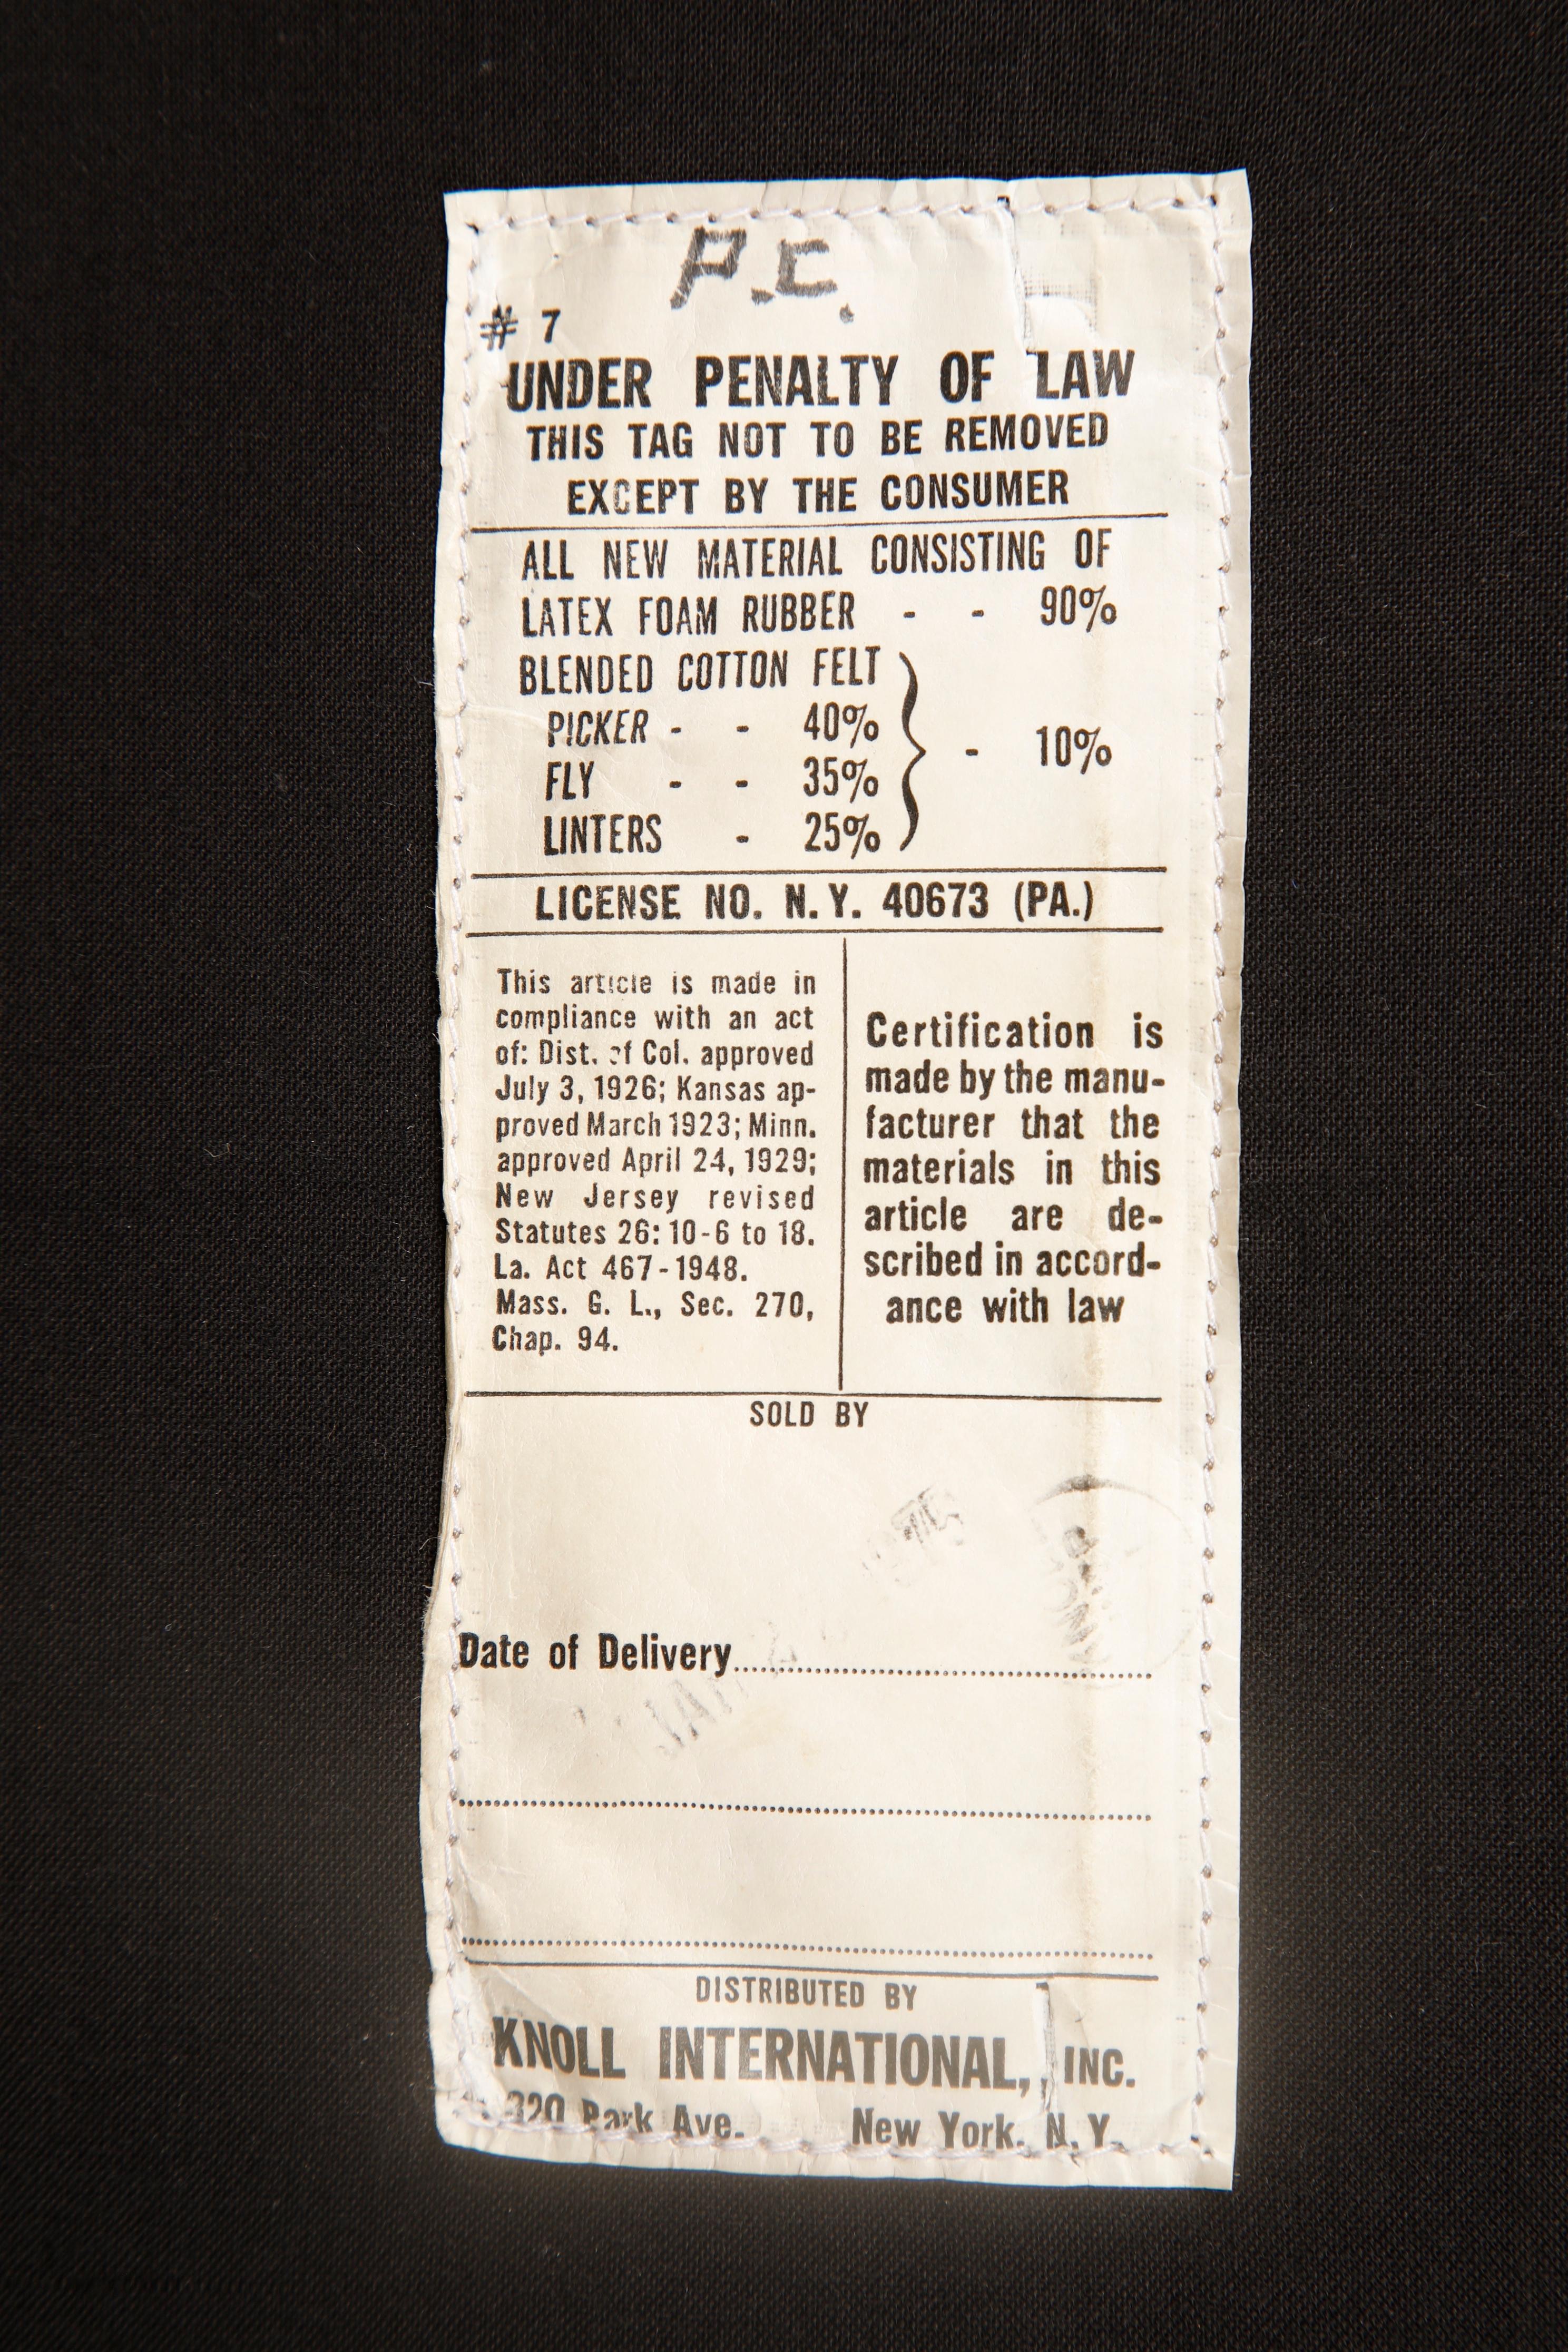 P.C.
# 7
UNDER PENALTY OF LAW
THIS TAG NOT TO BE REMOVED
EXCEPT BY THE CONSUMER
ALL NEW MATERIAL CONSISTING OF
LATEX FOAM RUBBER - - 90%
BLENDED COTTON FELT
PICKER - - 40%
FLY - - 35%
LINTERS - 25%
} - 10%
LICENSE NO. N.Y. 40673 (PA.)
This article is made in
compliance with an act
of: Dist. of Col. approved
July 3, 1926; Kansas ap-
proved March 1923; Minn.
approved April 24, 1929;
New Jersey revised
Statutes 26: 10-6 to 18.
La. Act 467-1948.
Mass. G. L., Sec. 270,
Chap. 94.
Certification is
made by the manu-
facturer that the
materials in this
article are de-
scribed in accord-
ance with law
SOLD BY
Date of Delivery
DISTRIBUTED BY
KNOLL INTERNATIONAL, INC.
320 Park Ave. New York, N.Y.